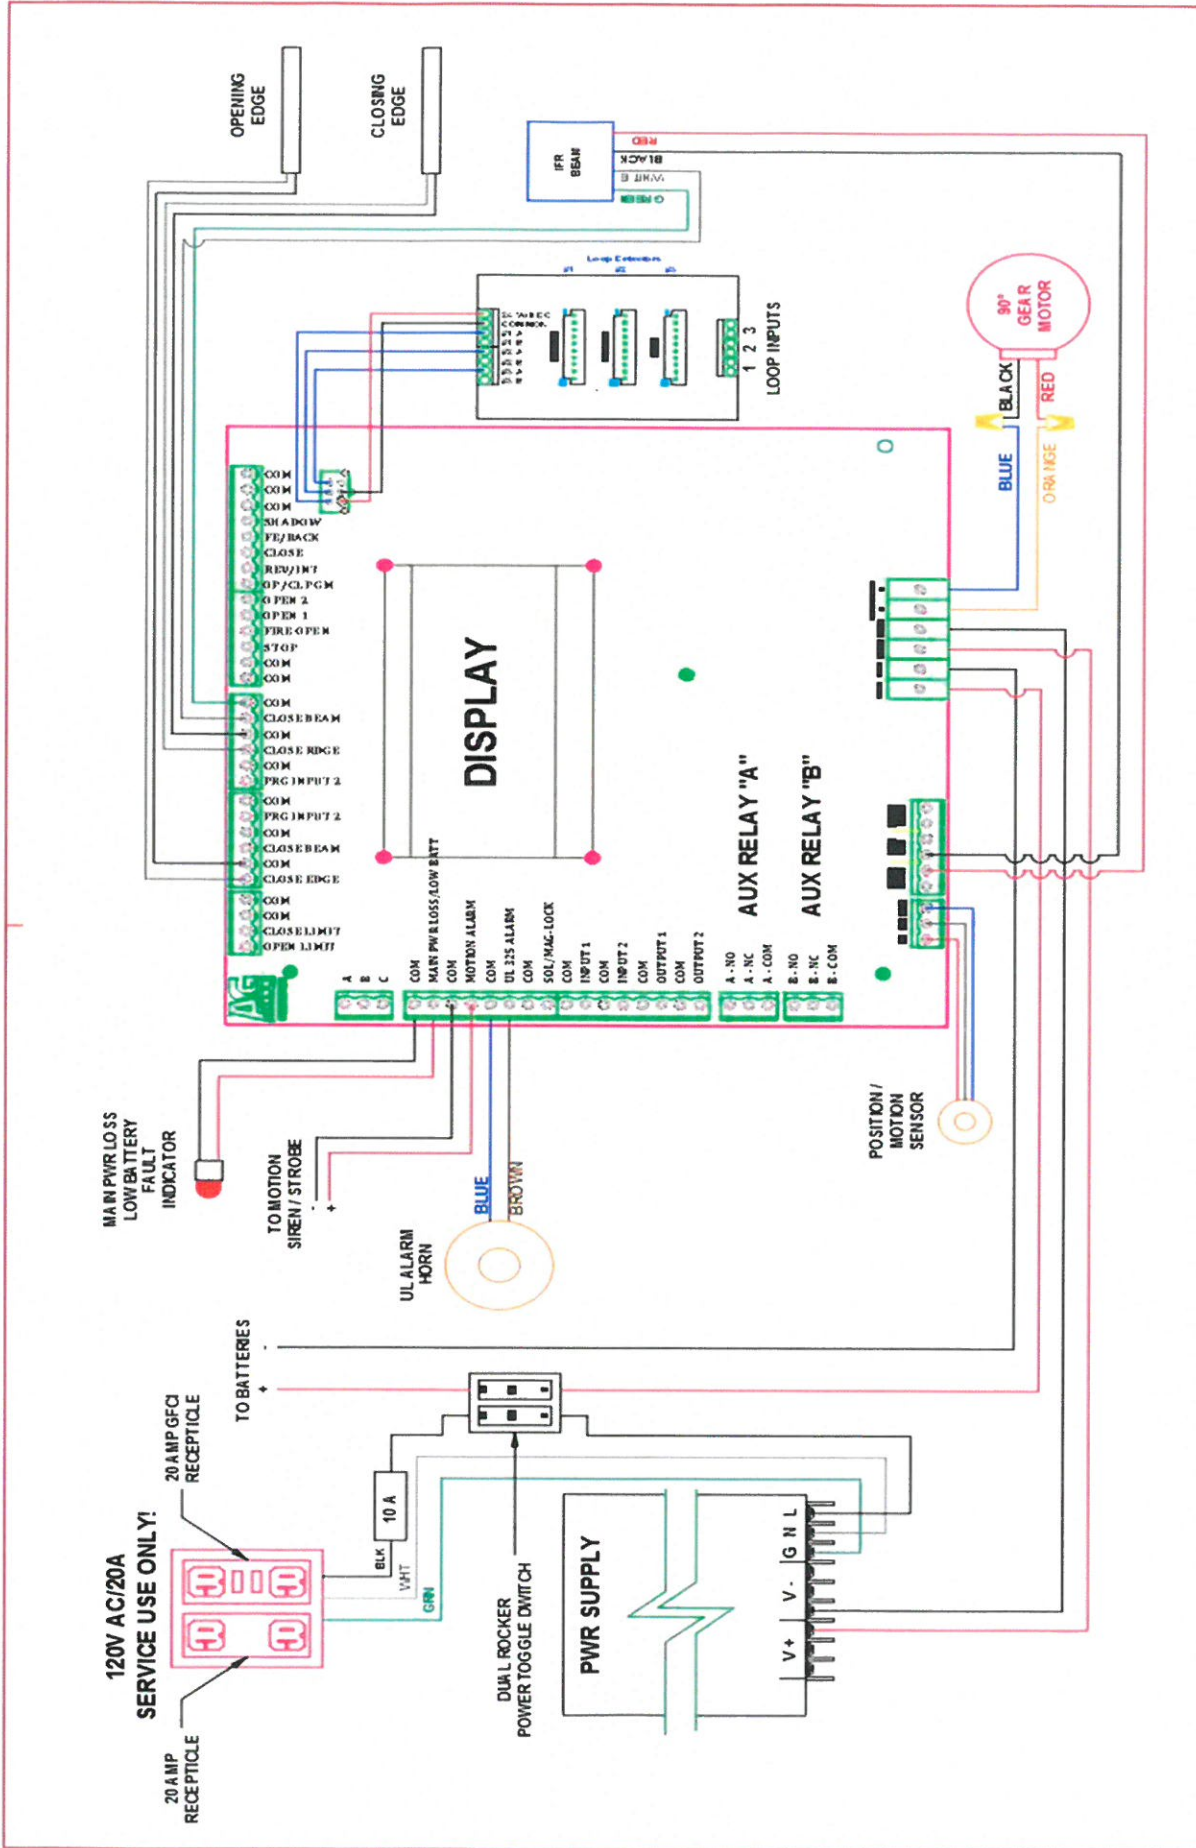 120V AC/20A
SERVICE USE ONLY!
20 AMP
RECEPTICLE
20 AMP GFCI
RECEPTICLE
BLK
WHT
GRN
10 A
TO BATTERIES
+
-
DUAL ROCKER
POWER TOGGLE DWITCH
PWR SUPPLY
V+
V -
G
N
L
MAIN PWR LOSS
LOW BATTERY
FAULT
INDICATOR
TO MOTION
SIREN / STROBE
-
+
UL ALARM
HORN
BLUE
BROWN
POSITION /
MOTION
SENSOR
AG
OPEN LIMIT
CLOSE LIMIT
COM
COM
CLOSE EDGE
COM
CLOSE BEAM
COM
PRG INPUT 2
COM
PRG INPUT 2
COM
CLOSE RDGE
COM
CLOSE BEAM
COM
COM
COM
STOP
FIRE OPEN
OPEN 1
OPEN 2
OP/CL PGM
REV/INT
CLOSE
FE/BACK
SHADOW
COM
COM
COM
A
B
C
COM
MAIN PWR LOSS/LOW BATT
COM
MOTION ALARM
COM
UL 325 ALARM
COM
SOL/MAG-LOCK
COM
INPUT 1
COM
INPUT 2
COM
OUTPUT 1
COM
OUTPUT 2
A - NO
A - NC
A - COM
B - NO
B - NC
B - COM
AUX RELAY "A"
AUX RELAY "B"
DISPLAY
OPENING
EDGE
CLOSING
EDGE
IFR
BEAM
RED
BLACK
WHITE
GREEN
Loop Detectors
COMMON
1 2 3
LOOP INPUTS
90°
GEAR
MOTOR
BLACK
RED
BLUE
ORANGE